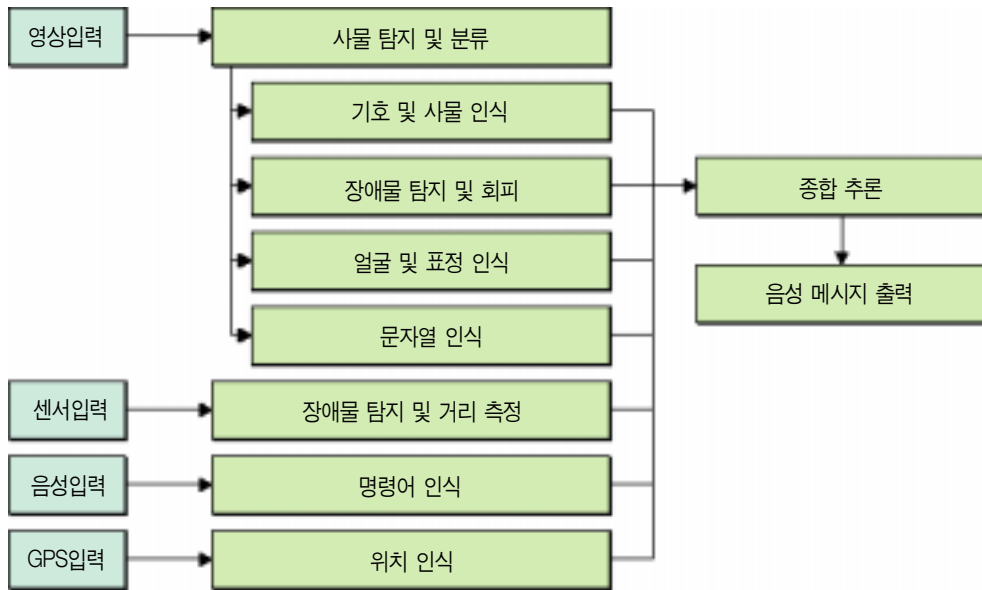 영상입력
사물 탐지 및 분류
기호 및 사물 인식
장애물 탐지 및 회피
종합 추론
얼굴 및 표정 인식
음성 메시지 출력
문자열 인식
센서입력
장애물 탐지 및 거리 측정
음성입력
명령어 인식
GPS입력
위치 인식